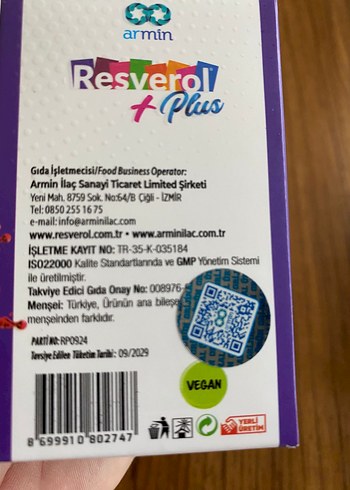 armin
Resverol
+ Plus
Gıda İşletmecisi/Food Business Operator:
Armin İlaç Sanayi Ticaret Limited Şirketi
Yeni Mah. 8759 Sok. No:64/B Çiğli - İZMİR
Tel: 0850 255 16 75
e-mail: info@arminilac.com
www.resverol.com.tr • www.arminilac.com.tr
İŞLETME KAYIT NO: TR-35-K-035184
ISO22000 Kalite Standartlarında ve GMP Yönetim Sistemi
ile üretilmiştir.
Takviye Edici Gıda Onay No: 008976-
Menşei: Türkiye, Ürünün ana bileşe
menşeinden farklıdır.
PARTİ NO: RP0924
Tavsiye Edilen Tüketim Tarihi: 09/2029
VEGAN
8 699910 802747
YERLİ
ÜRETİM